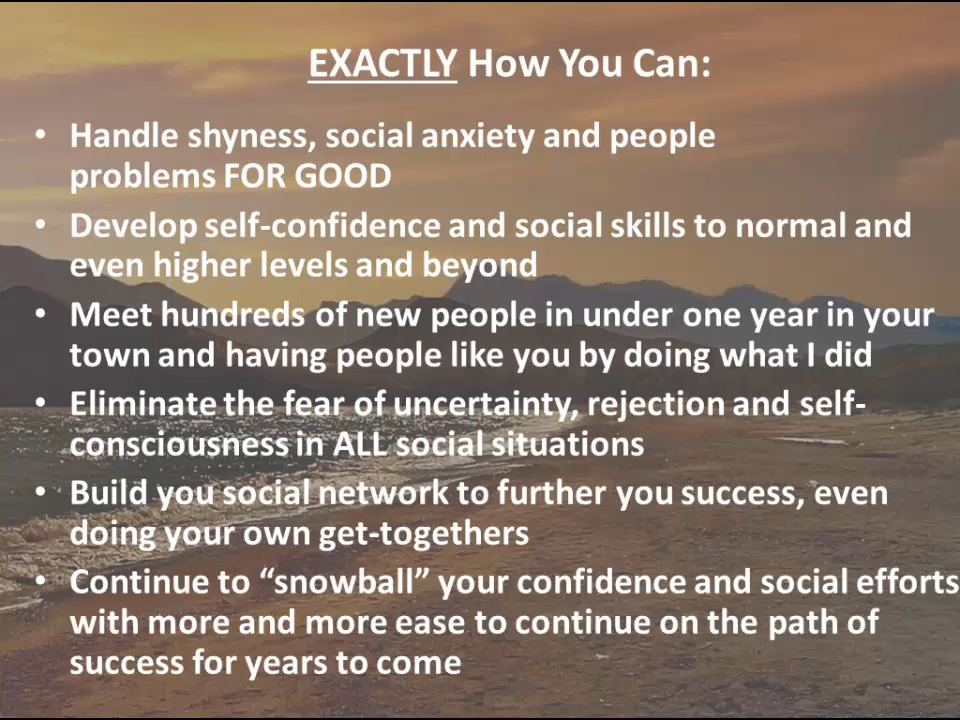 EXACTLY How You Can:
• Handle shyness, social anxiety and people
problems FOR GOOD
• Develop self-confidence and social skills to normal and
even higher levels and beyond
• Meet hundreds of new people in under one year in your
town and having people like you by doing what I did
• Eliminate the fear of uncertainty, rejection and self-
consciousness in ALL social situations
• Build you social network to further you success, even
doing your own get-togethers
• Continue to “snowball” your confidence and social efforts
with more and more ease to continue on the path of
success for years to come